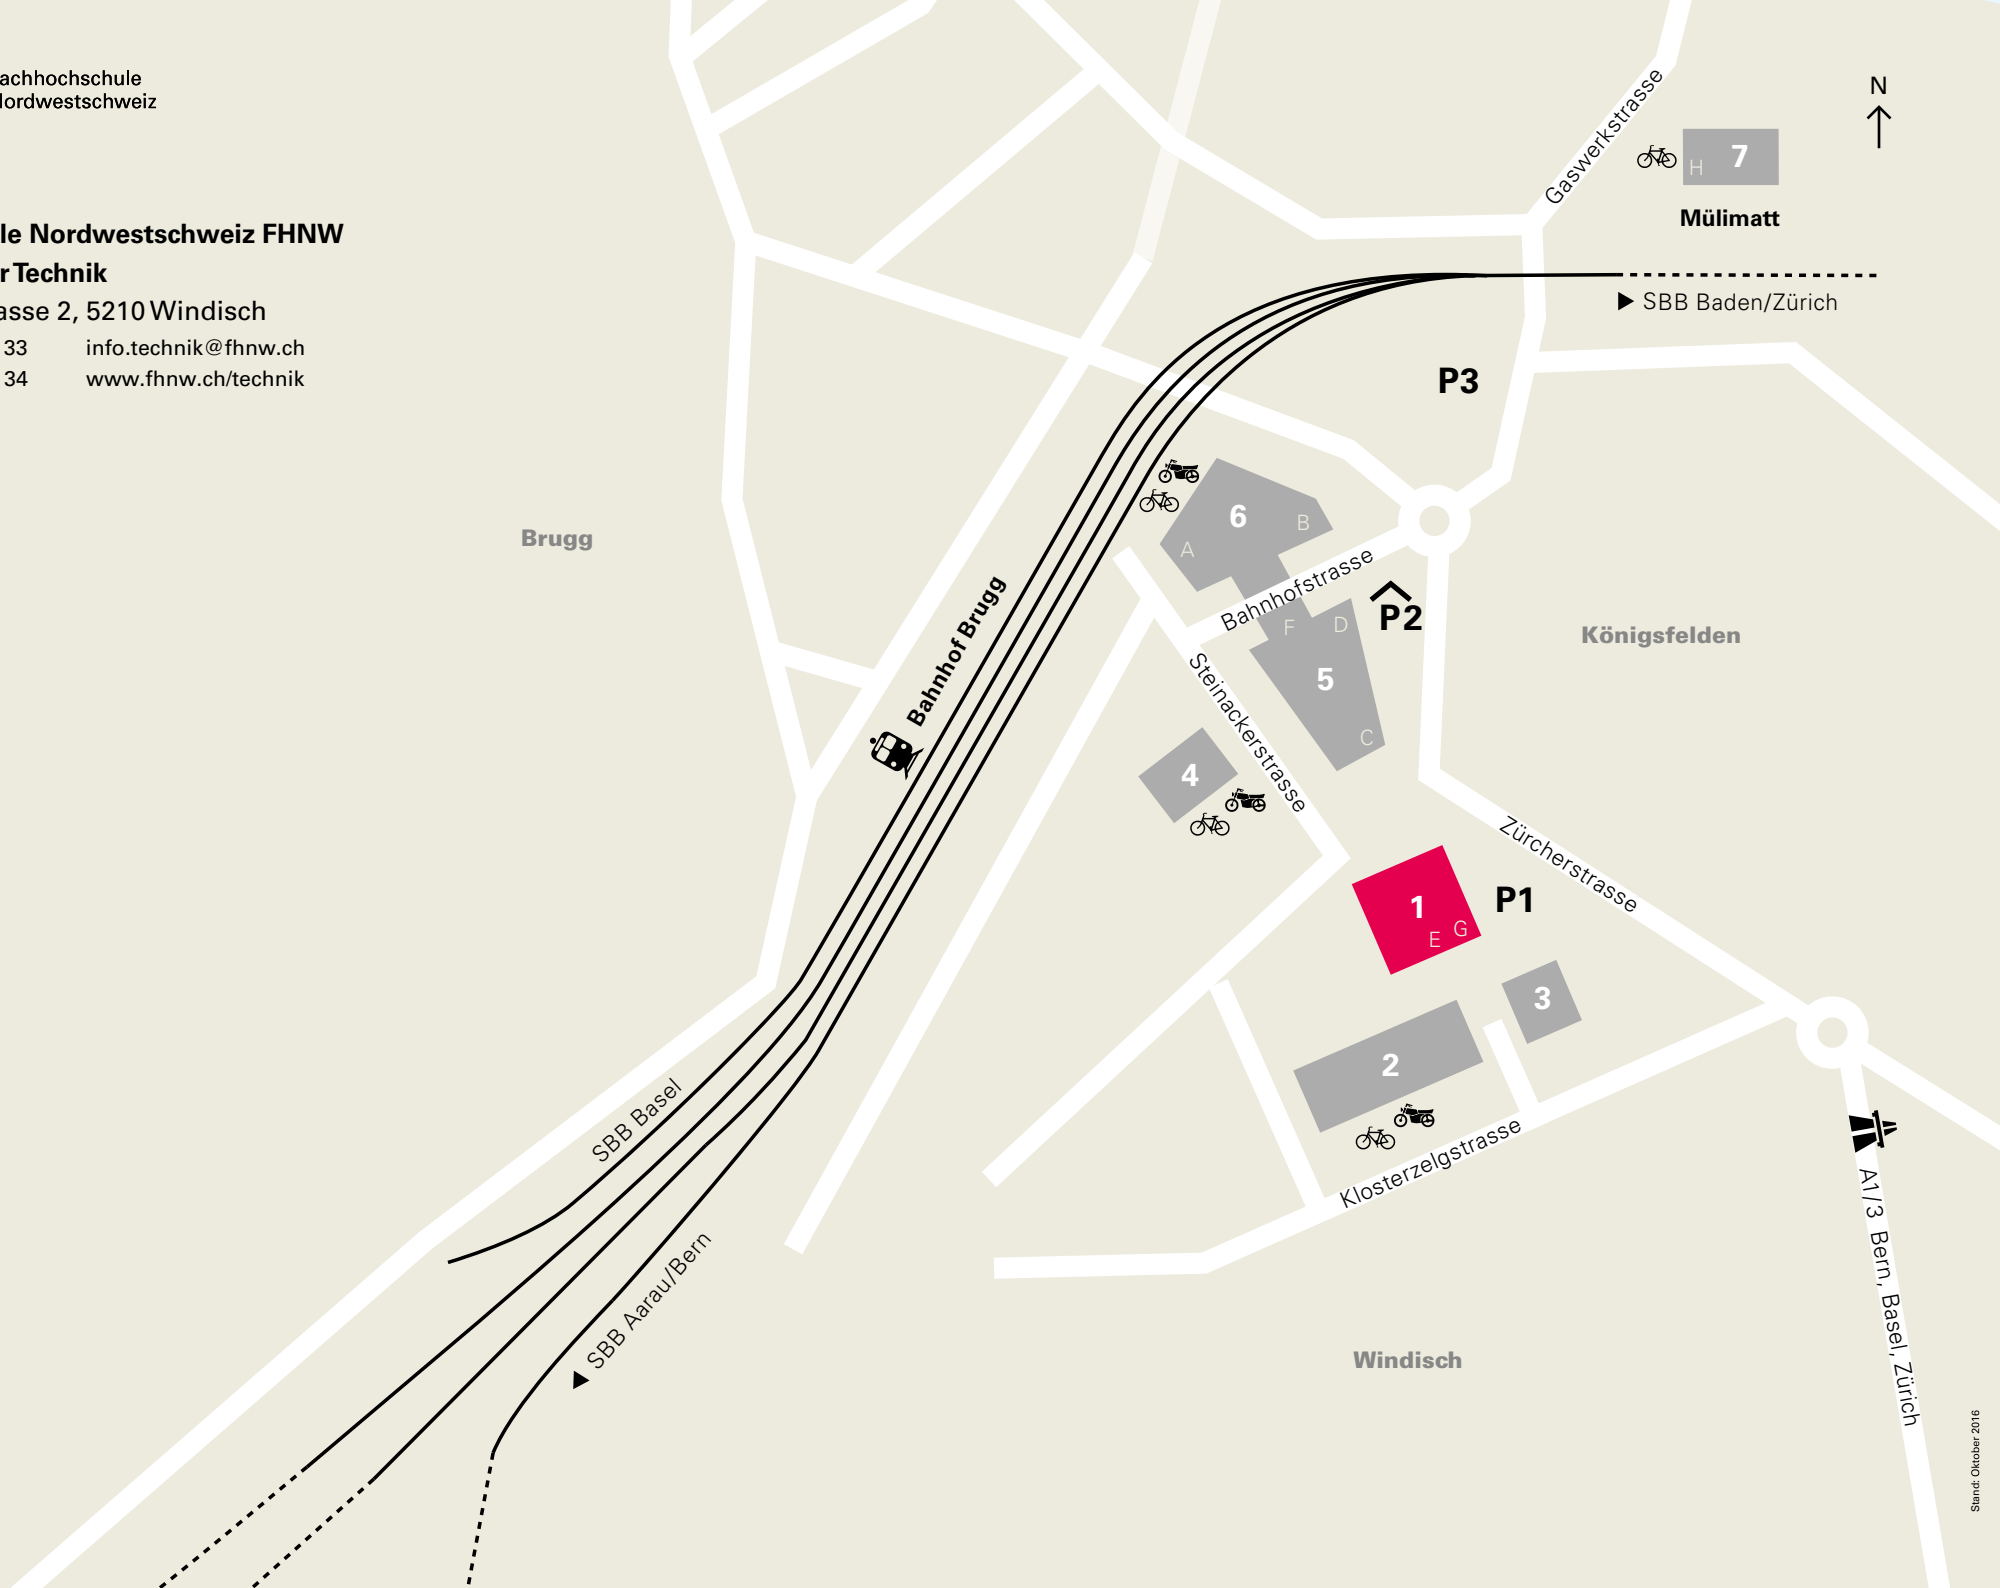 achhochschule
ordwestschweiz
le Nordwestschweiz FHNW
r Technik
asse 2, 5210 Windisch
33 info.technik@fhnw.ch
34 www.fhnw.ch/technik
N
Gaswerkstrasse
H 7
Mülimatt
SBB Baden/Zürich
P3
6
B
A
Brugg
Bahnhofstrasse
P2
F D
5
C
Königsfelden
Bahnhof Brugg
Steinackerstrasse
4
Zürcherstrasse
1
E G
P1
3
2
Klosterzelgstrasse
SBB Basel
SBB Aarau/Bern
A1/3 Bern, Basel, Zürich
Windisch
Stand: Oktober 2016